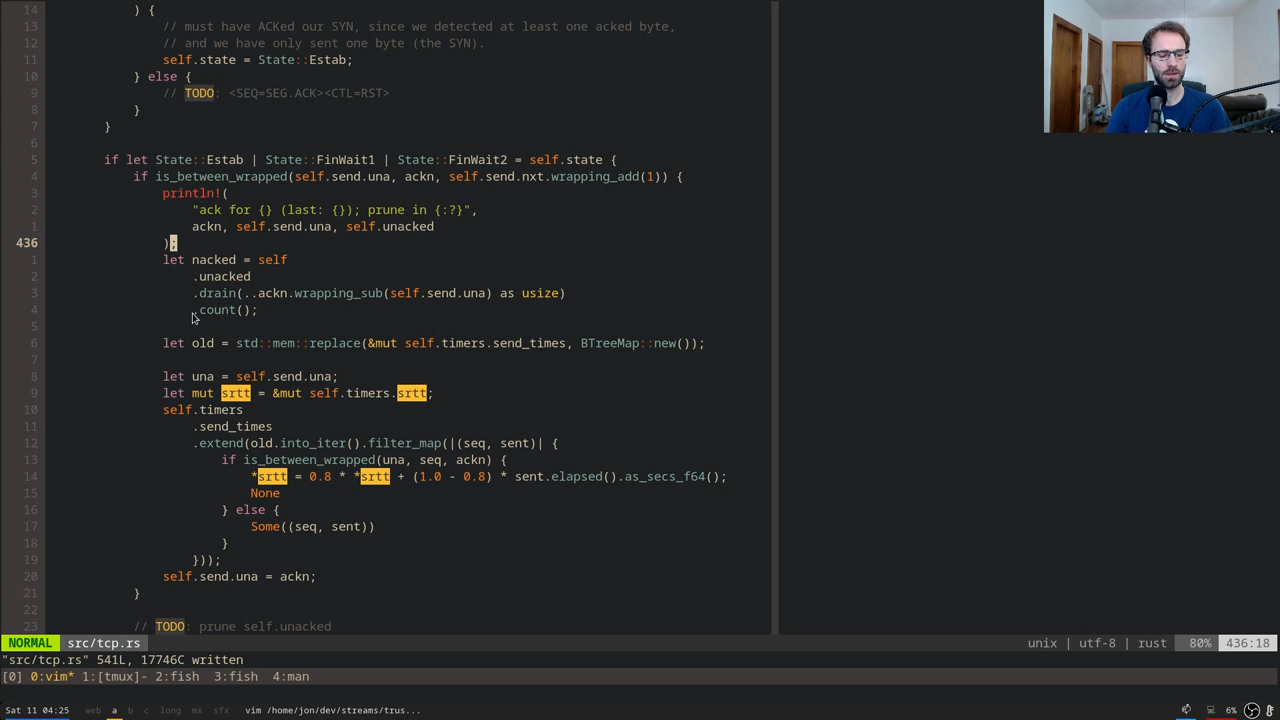 14 ) {
13 // must have ACKed our SYN, since we detected at least one acked byte,
12 // and we have only sent one byte (the SYN).
11 self.state = State::Estab;
10 } else {
9 // TODO: <SEQ=SEG.ACK><CTL=RST>
8 }
7 }
6
5 if let State::Estab | State::FinWait1 | State::FinWait2 = self.state {
4 if is_between_wrapped(self.send.una, ackn, self.send.nxt.wrapping_add(1)) {
3 println!(
2 "ack for {} (last: {}); prune in {:?}",
1 ackn, self.send.una, self.unacked
436 );
1 let nacked = self
2 .unacked
3 .drain(..ackn.wrapping_sub(self.send.una) as usize)
4 .count();
5
6 let old = std::mem::replace(&mut self.timers.send_times, BTreeMap::new());
7
8 let una = self.send.una;
9 let mut srtt = &mut self.timers.srtt;
10 self.timers
11 .send_times
12 .extend(old.into_iter().filter_map(|(seq, sent)| {
13 if is_between_wrapped(una, seq, ackn) {
14 *srtt = 0.8 * *srtt + (1.0 - 0.8) * sent.elapsed().as_secs_f64();
15 None
16 } else {
17 Some((seq, sent))
18 }
19 }));
20 self.send.una = ackn;
21 }
22
23 // TODO: prune self.unacked
NORMAL src/tcp.rs unix | utf-8 | rust 80% 436:18
"src/tcp.rs" 541L, 17746C written
[0] 0:vim* 1:[tmux]- 2:fish 3:fish 4:man
Sat 11 04:25 web a b c long mx sfx vim /home/jon/dev/streams/trus... 6%